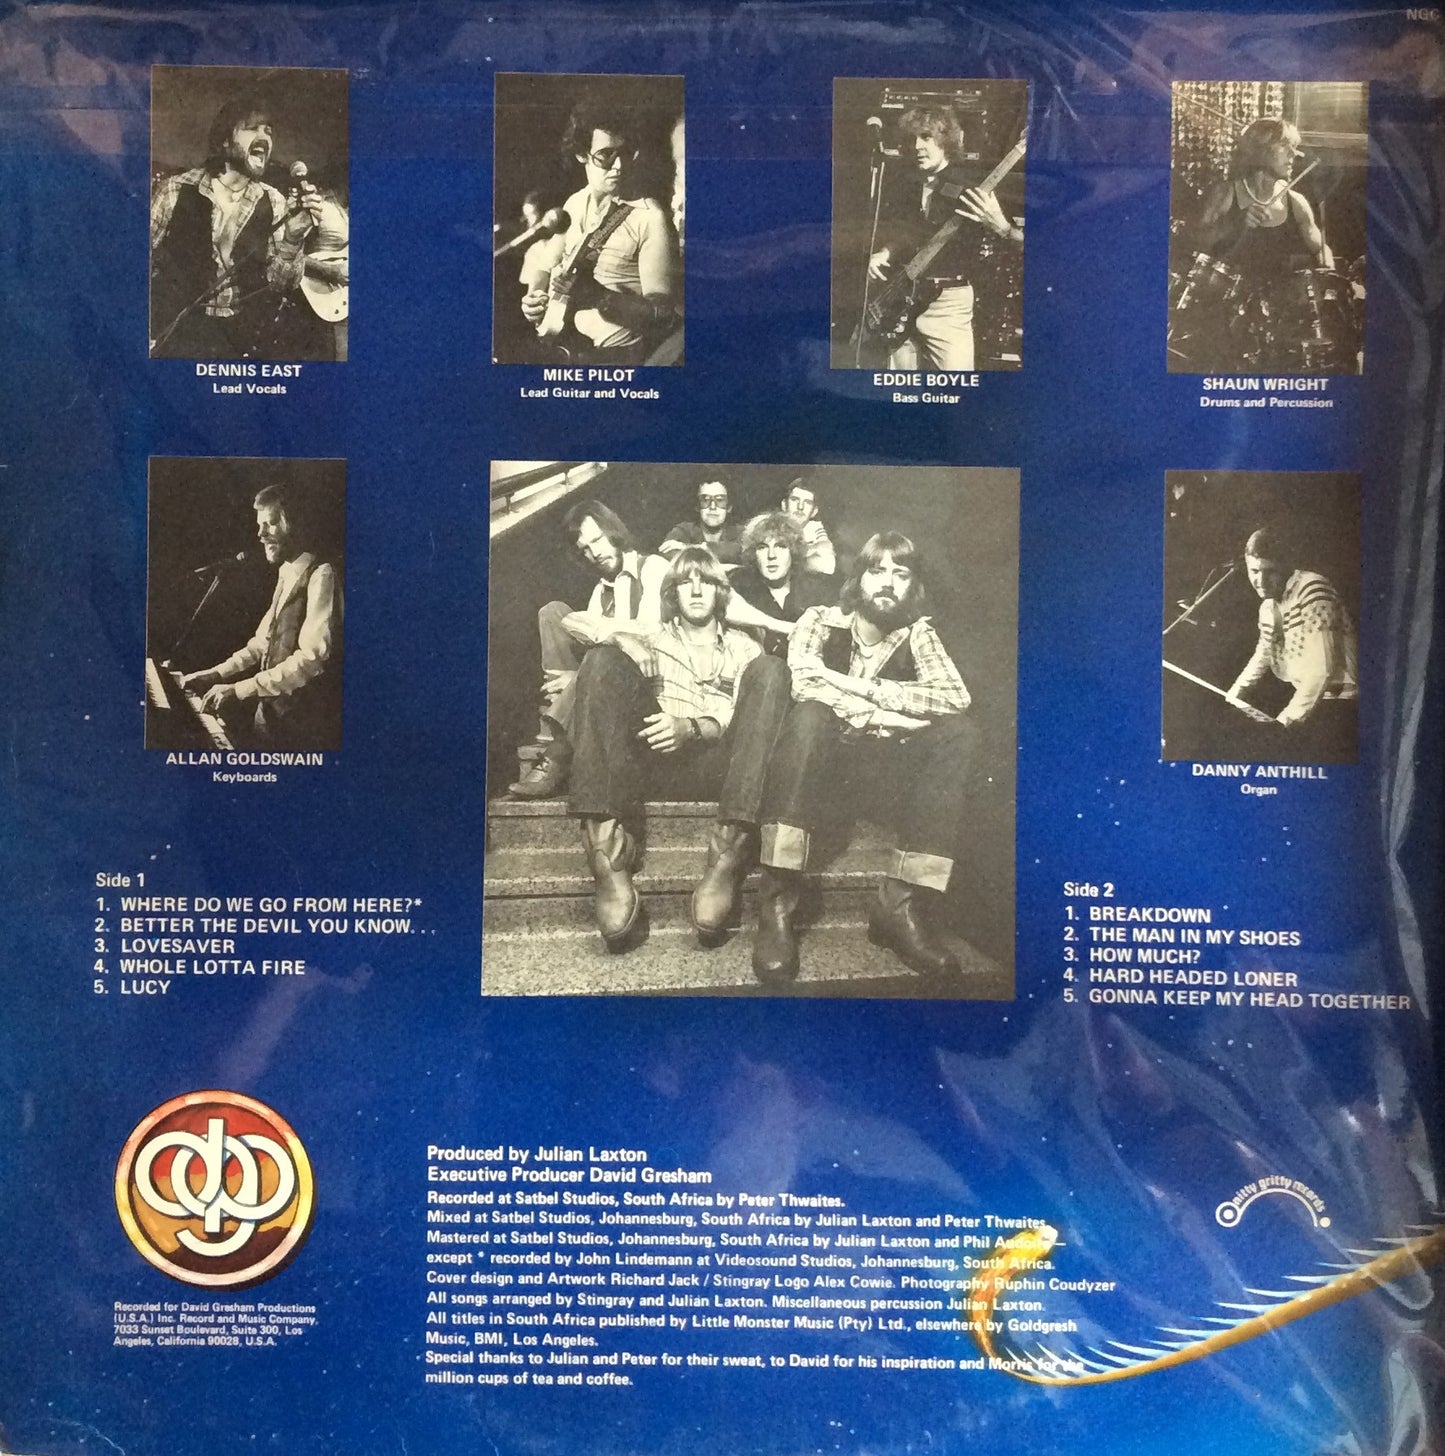 NGC
DENNIS EAST
Lead Vocals
MIKE PILOT
Lead Guitar and Vocals
EDDIE BOYLE
Bass Guitar
SHAUN WRIGHT
Drums and Percussion
ALLAN GOLDSWAIN
Keyboards
DANNY ANTHILL
Organ
Side 1
1. WHERE DO WE GO FROM HERE?*
2. BETTER THE DEVIL YOU KNOW. . .
3. LOVESAVER
4. WHOLE LOTTA FIRE
5. LUCY
Side 2
1. BREAKDOWN
2. THE MAN IN MY SHOES
3. HOW MUCH?
4. HARD HEADED LONER
5. GONNA KEEP MY HEAD TOGETHER
dgp
Recorded for David Gresham Productions
(U.S.A.) Inc. Record and Music Company,
7033 Sunset Boulevard, Suite 300, Los
Angeles, California 90028, U.S.A.
Produced by Julian Laxton
Executive Producer David Gresham
Recorded at Satbel Studios, South Africa by Peter Thwaites.
Mixed at Satbel Studios, Johannesburg, South Africa by Julian Laxton and Peter Thwaites
Mastered at Satbel Studios, Johannesburg, South Africa by Julian Laxton and Phil
except * recorded by John Lindemann at Videosound Studios, Johannesburg, South Africa.
Cover design and Artwork Richard Jack / Stingray Logo Alex Cowie. Photography Ruphin Coudyzer
All songs arranged by Stingray and Julian Laxton. Miscellaneous percussion Julian Laxton.
All titles in South Africa published by Little Monster Music (Pty) Ltd., elsewhere by Goldgresh
Music, BMI, Los Angeles.
Special thanks to Julian and Peter for their sweat, to David for his inspiration and Morris for the
million cups of tea and coffee.
nitty gritty records